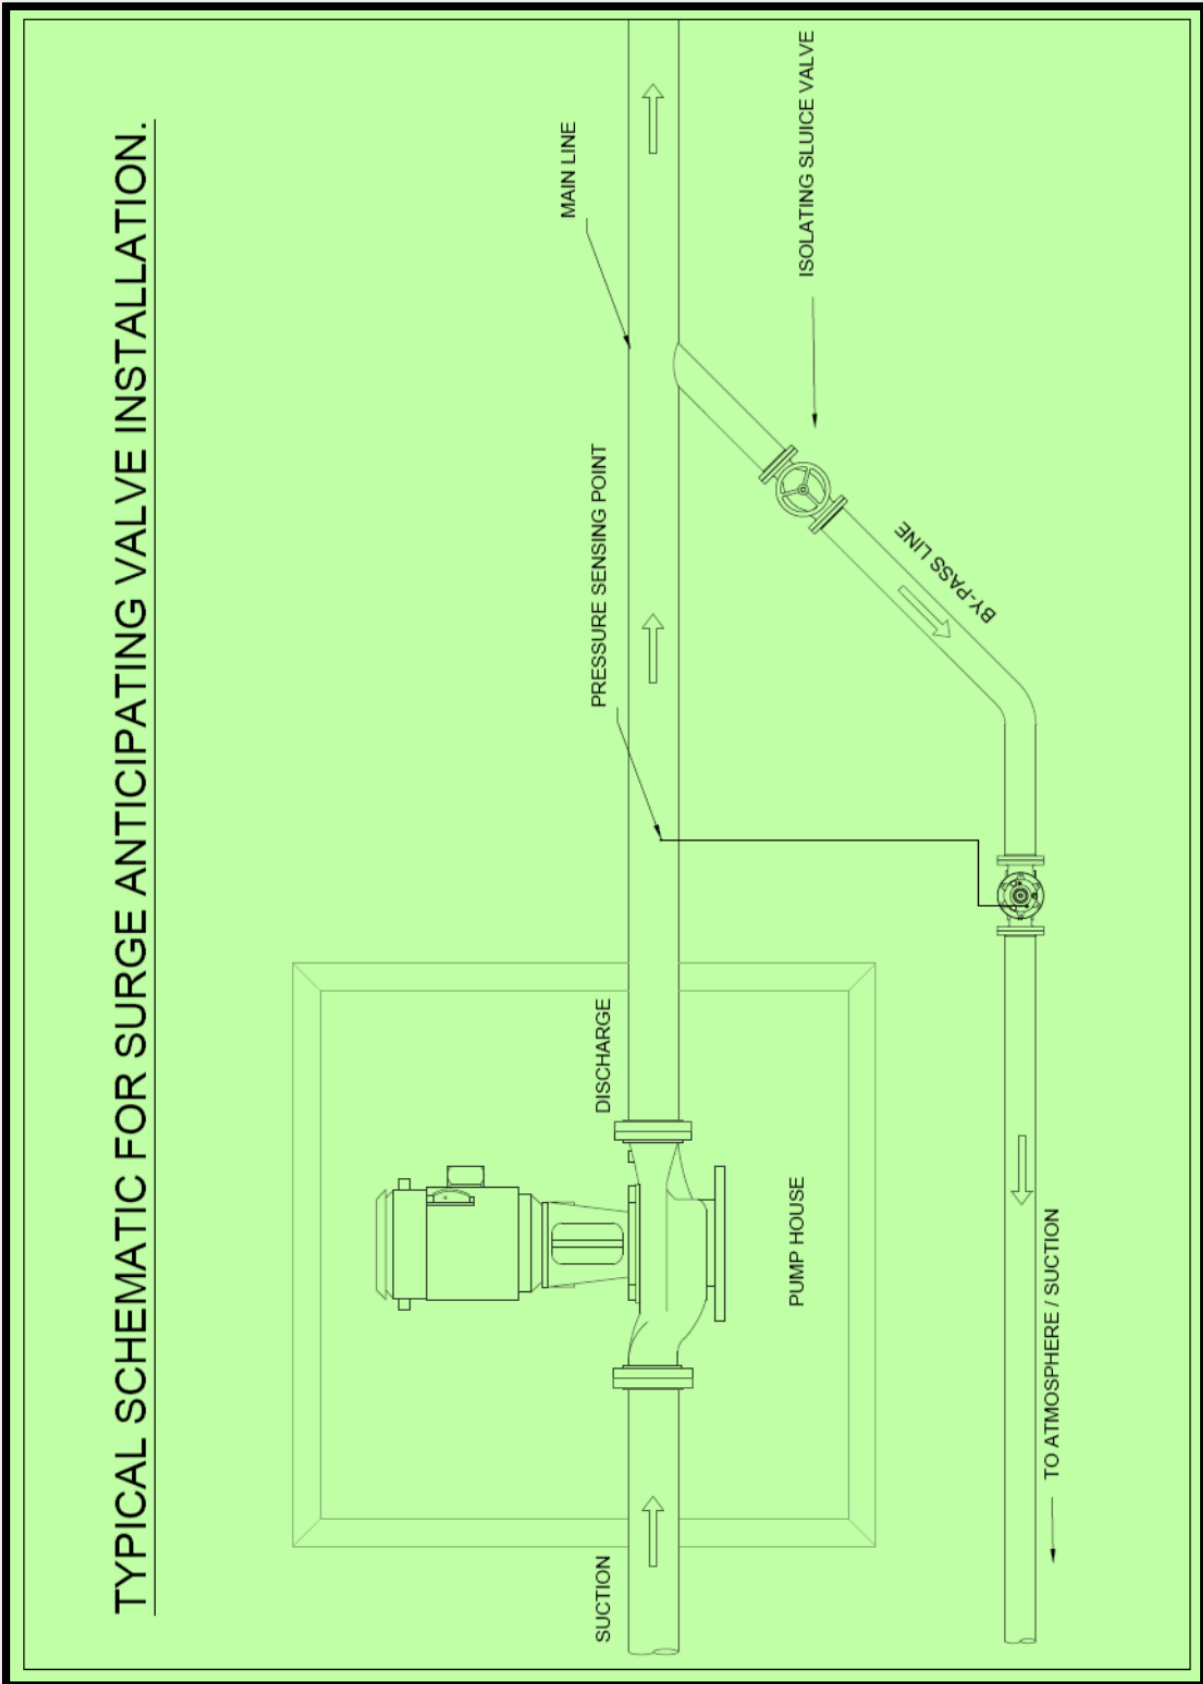 TYPICAL SCHEMATIC FOR SURGE ANTICIPATING VALVE INSTALLATION.
SUCTION
DISCHARGE
PRESSURE SENSING POINT
MAIN LINE
PUMP HOUSE
ISOLATING SLUICE VALVE
BY-PASS LINE
TO ATMOSPHERE / SUCTION